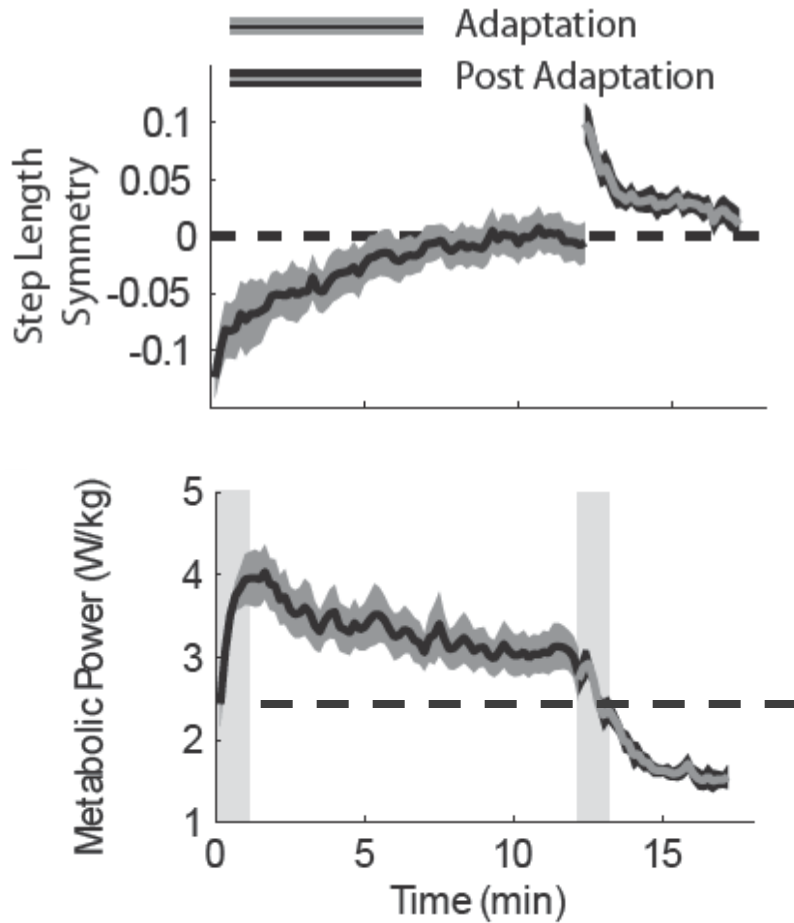 Adaptation
Post Adaptation
Step Length
Symmetry
0.1
0.05
0
-0.05
-0.1
Metabolic Power (W/kg)
5
4
3
2
1
0
5
10
15
Time (min)